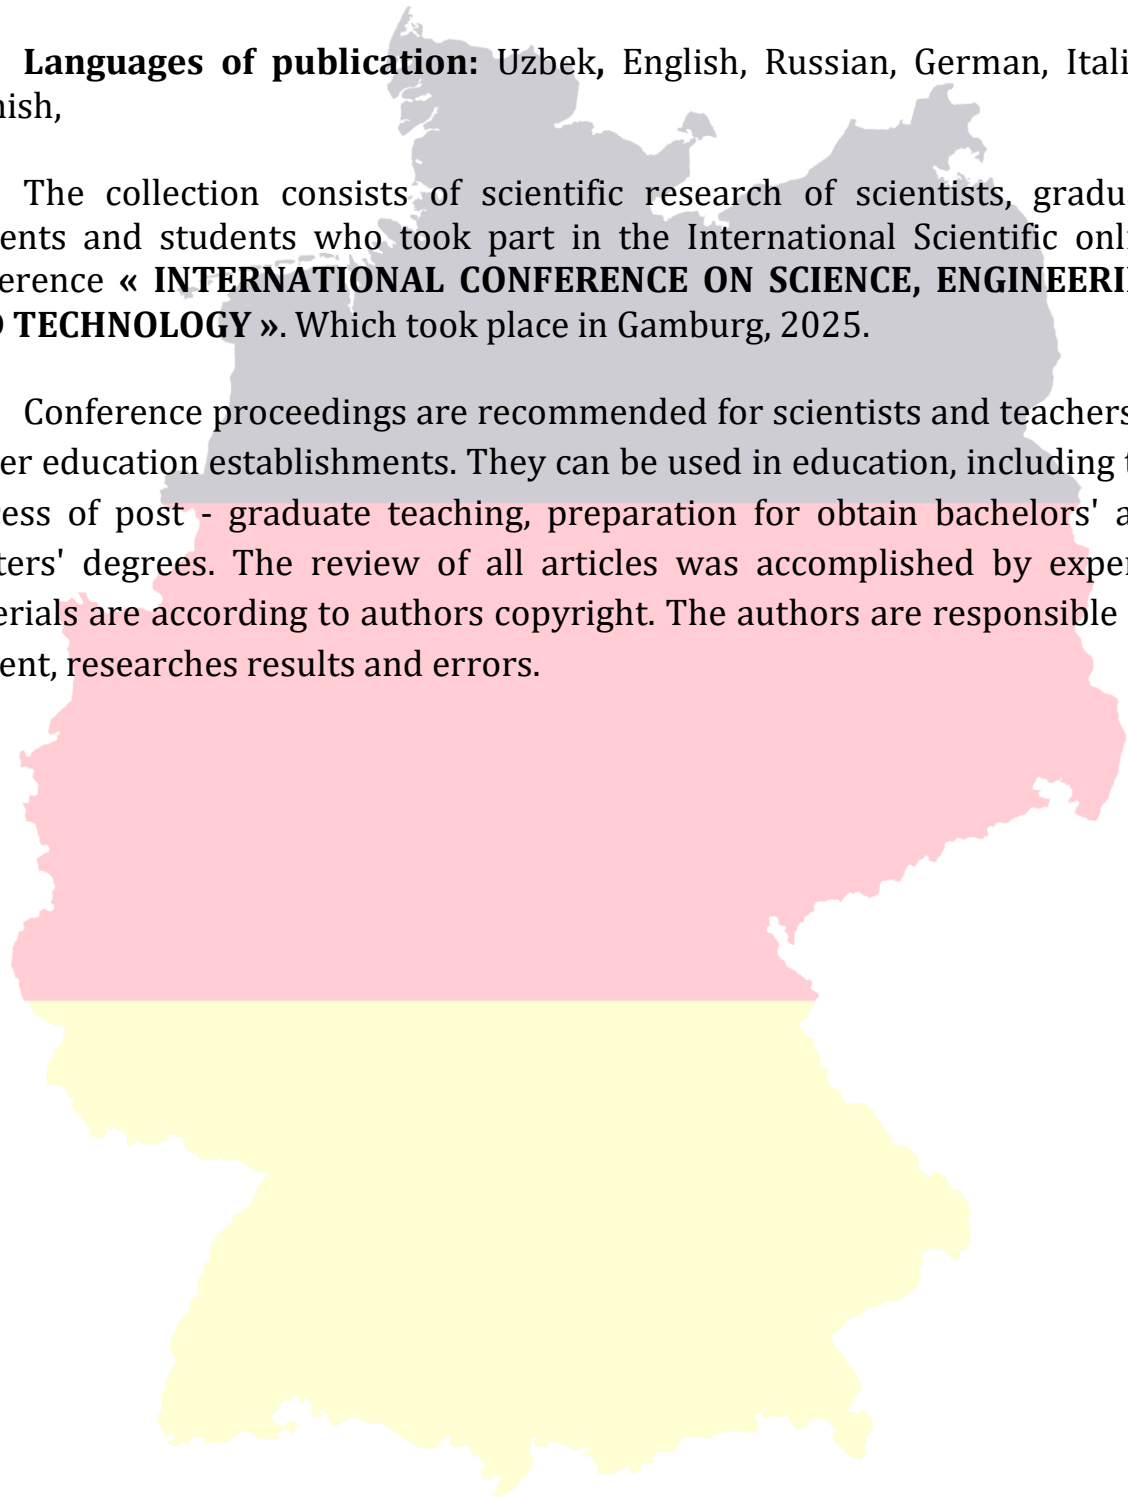 Languages of publication: Uzbek, English, Russian, German, Itali
nish,
The collection consists of scientific research of scientists, gradu
ents and students who took part in the International Scientific onl
erence « INTERNATIONAL CONFERENCE ON SCIENCE, ENGINEERI
TECHNOLOGY ». Which took place in Gamburg, 2025.
Conference proceedings are recommended for scientists and teachers
er education establishments. They can be used in education, including t
ess of post - graduate teaching, preparation for obtain bachelors' a
ters' degrees. The review of all articles was accomplished by exper
erials are according to authors copyright. The authors are responsible
ent, researches results and errors.